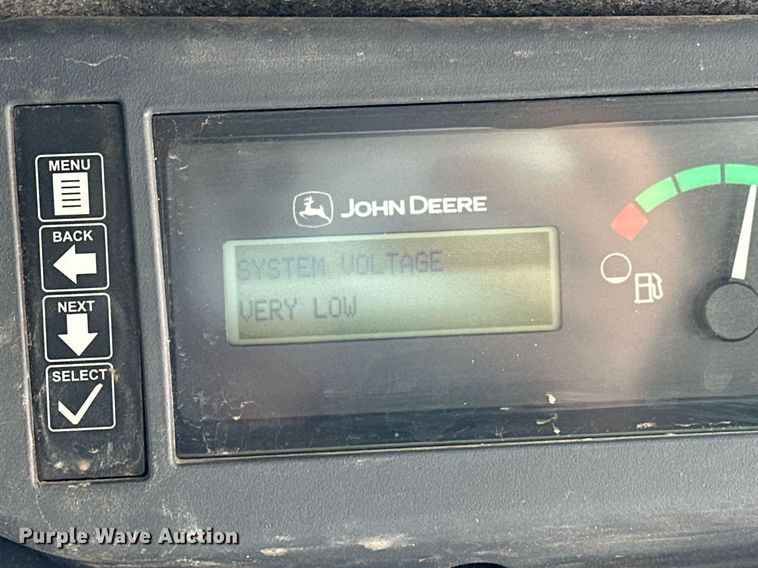 MENU
BACK
NEXT
SELECT
JOHN DEERE
SYSTEM VOLTAGE
VERY LOW
Purple Wave Auction